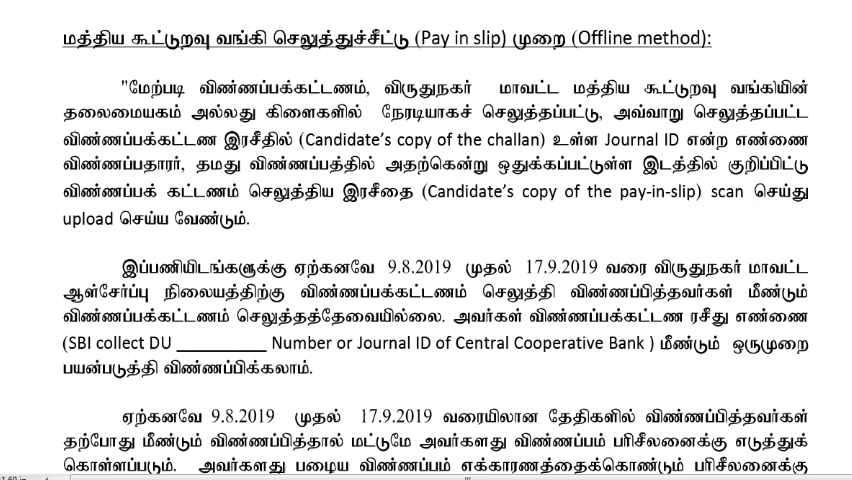 மத்திய கூட்டுறவு வங்கி செலுத்துச்சீட்டு (Pay in slip) முறை (Offline method):
"மேற்படி விண்ணப்பக்கட்டணம், விருதுநகர் மாவட்ட மத்திய கூட்டுறவு வங்கியின்
தலைமையகம் அல்லது கிளைகளில் நேரடியாகச் செலுத்தப்பட்டு, அவ்வாறு செலுத்தப்பட்ட
விண்ணப்பக்கட்டண இரசீதில் (Candidate's copy of the challan) உள்ள Journal ID என்ற எண்ணை
விண்ணப்பதாரர், தமது விண்ணப்பத்தில் அதற்கென்று ஒதுக்கப்பட்டுள்ள இடத்தில் குறிப்பிட்டு
விண்ணப்பக் கட்டணம் செலுத்திய இரசீதை (Candidate's copy of the pay-in-slip) scan செய்து
upload செய்ய வேண்டும்.
இப்பணியிடங்களுக்கு ஏற்கனவே 9.8.2019 முதல் 17.9.2019 வரை விருதுநகர் மாவட்ட
ஆள்சேர்ப்பு நிலையத்திற்கு விண்ணப்பக்கட்டணம் செலுத்தி விண்ணப்பித்தவர்கள் மீண்டும்
விண்ணப்பக்கட்டணம் செலுத்தத்தேவையில்லை. அவர்கள் விண்ணப்பக்கட்டண ரசீது எண்ணை
(SBI collect DU __________ Number or Journal ID of Central Cooperative Bank ) மீண்டும் ஒருமுறை
பயன்படுத்தி விண்ணப்பிக்கலாம்.
ஏற்கனவே 9.8.2019 முதல் 17.9.2019 வரையிலான தேதிகளில் விண்ணப்பித்தவர்கள்
தற்போது மீண்டும் விண்ணப்பித்தால் மட்டுமே அவர்களது விண்ணப்பம் பரிசீலனைக்கு எடுத்துக்
கொள்ளப்படும். அவர்களது பழைய விண்ணப்பம் எக்காரணத்தைக்கொண்டும் பரிசீலனைக்கு